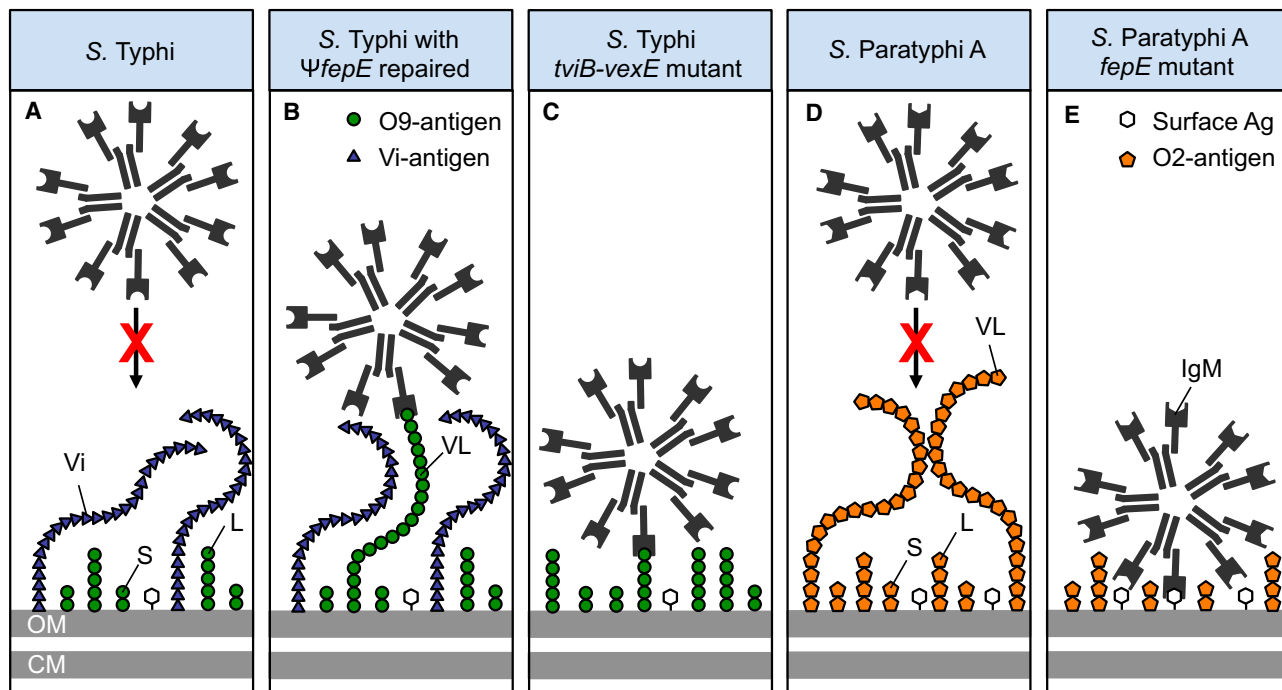 S. Typhi
S. Typhi with
ΨfepE repaired
S. Typhi
tviB-vexE mutant
S. Paratyphi A
S. Paratyphi A
fepE mutant
A
Vi
S
L
OM
CM
B
O9-antigen
Vi-antigen
VL
C
D
VL
S
L
E
Surface Ag
O2-antigen
IgM